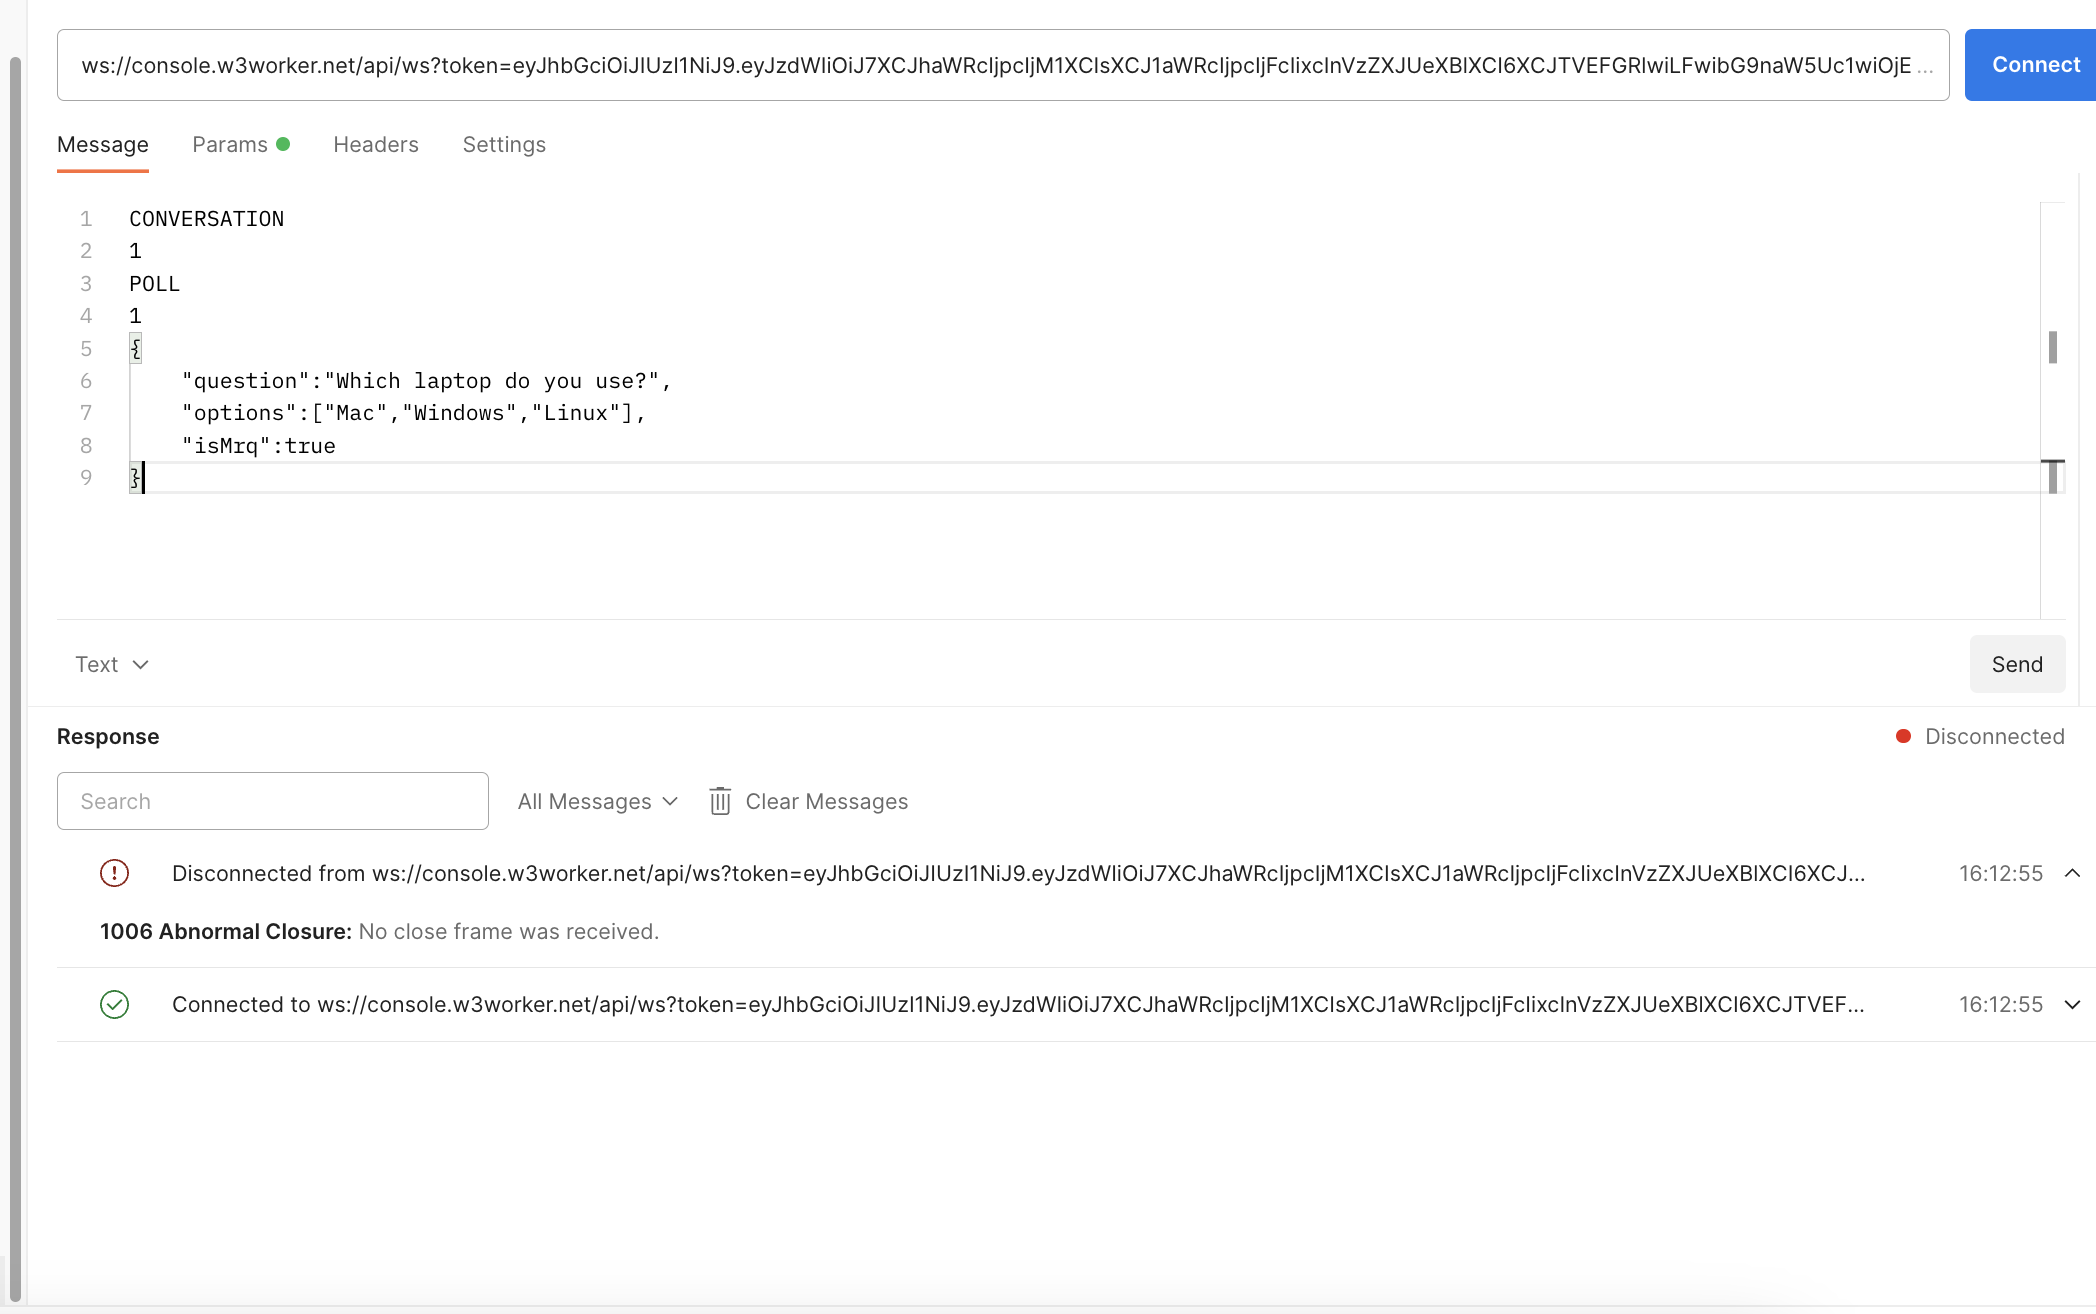 ws://console.w3worker.net/api/ws?token=eyJhbGciOiJIUzI1NiJ9.eyJzdWIiOiJ7XCJhaWRcIjpcIjM1XCIsXCJ1aWRcIjpcIjFcIixcInVzZXJUeXBlXCI6XCJTVEFGRlwiLFwibG9naW5Uc1wiOjE ...
Connect
Message Params Headers Settings
1 CONVERSATION
2 1
3 POLL
4 1
5 {
6 "question":"Which laptop do you use?",
7 "options":["Mac","Windows","Linux"],
8 "isMrq":true
9 }
Text
Send
Response
Disconnected
Search
All Messages
Clear Messages
Disconnected from ws://console.w3worker.net/api/ws?token=eyJhbGciOiJIUzI1NiJ9.eyJzdWIiOiJ7XCJhaWRcIjpcIjM1XCIsXCJ1aWRcIjpcIjFcIixcInVzZXJUeXBlXCI6XCJ... 16:12:55
1006 Abnormal Closure: No close frame was received.
Connected to ws://console.w3worker.net/api/ws?token=eyJhbGciOiJIUzI1NiJ9.eyJzdWIiOiJ7XCJhaWRcIjpcIjM1XCIsXCJ1aWRcIjpcIjFcIixcInVzZXJUeXBlXCI6XCJTVEF... 16:12:55